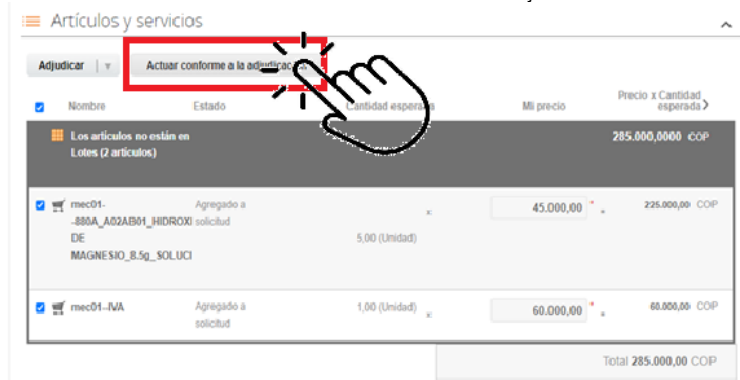 Artículos y servicios
Adjudicar
Actuar conforme a la
Nombre Estado Cantidad Mi precio Precio x Cantidad esperada
Los artículos no están en 285.000,0000 COP
Lotes (2 artículos)
mec01- Agregado a 45.000,00 * 225.000,00 COP
-880A_A02AB01_HIDROXI solicitud
DE 5,00 (Unidad)
MAGNESIO_8.5g_SOLUCI
mec01--IVA Agregado a 1,00 (Unidad) 60.000,00 * 60.000,00 COP
solicitud
Total 285.000,00 COP